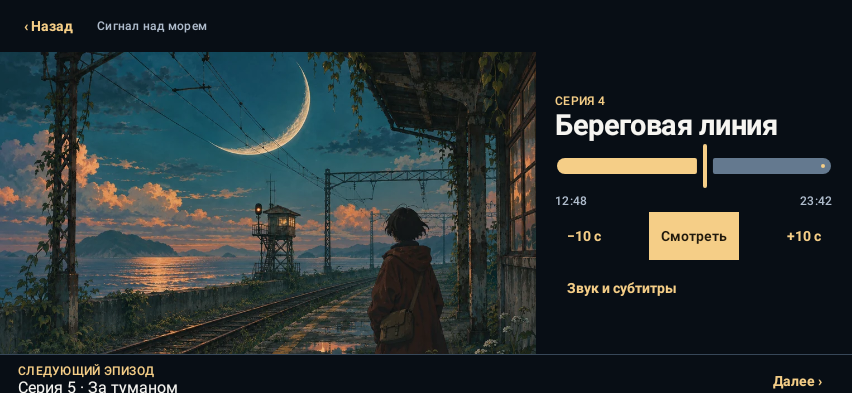 ‹ Назад
Сигнал над морем
СЕРИЯ 4
Береговая линия
12:48
23:42
−10 с
Смотреть
+10 с
Звук и субтитры
СЛЕДУЮЩИЙ ЭПИЗОД
Серия 5 · За туманом
Далее ›